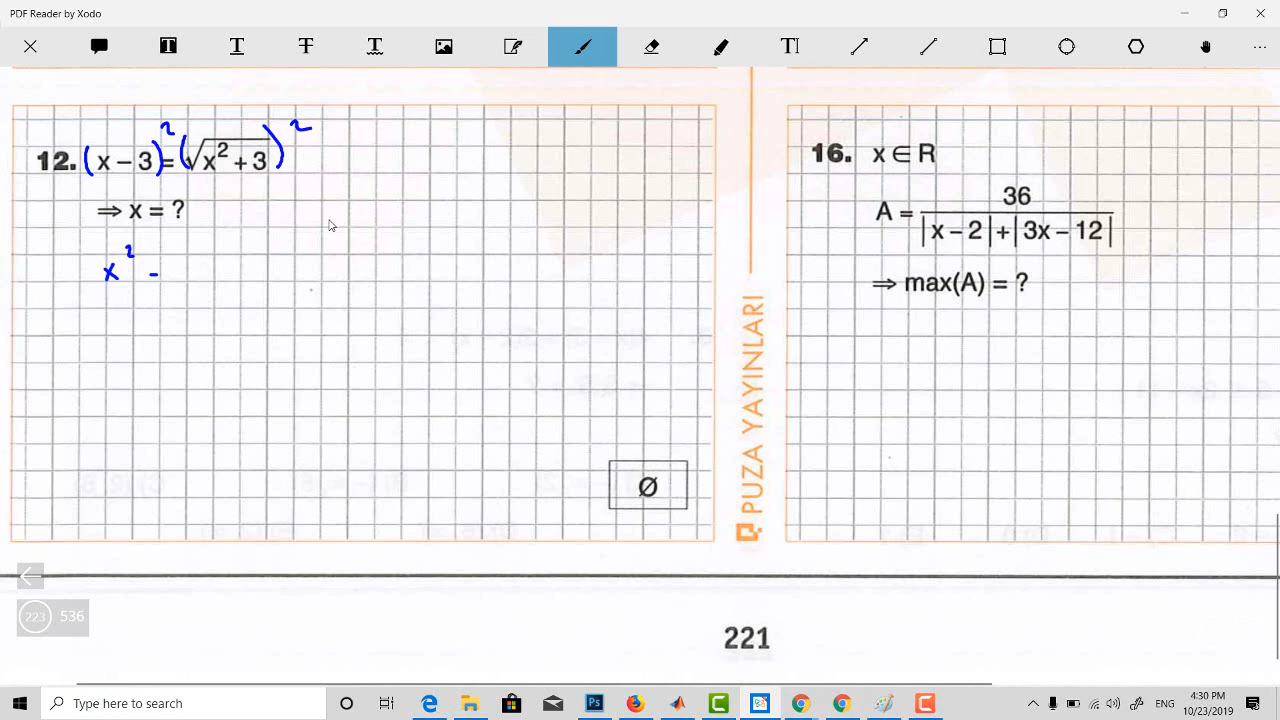 PDF Reader by Xodo
12. (x − 3)² = (√x² + 3)²
⇒ x = ?
x² -
Ø
PUZA YAYINLARI
16. x ∈ R
A = 36 / |x − 2| + |3x − 12|
⇒ max(A) = ?
223 536
221
Type here to search
4:30 PM
10/23/2019